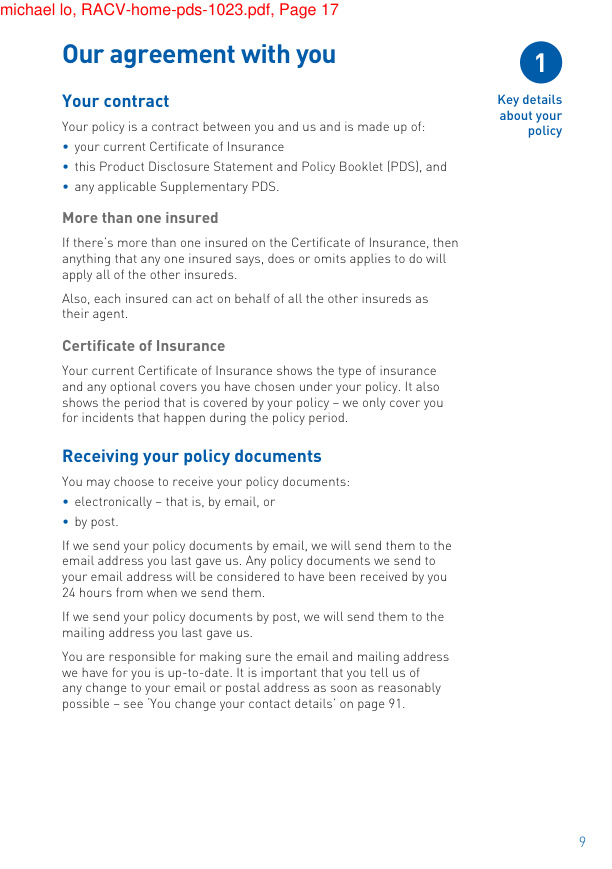 michael lo, RACV-home-pds-1023.pdf, Page 17
Our agreement with you
1
Key details
about your
policy
Your contract
Your policy is a contract between you and us and is made up of:
• your current Certificate of Insurance
• this Product Disclosure Statement and Policy Booklet (PDS), and
• any applicable Supplementary PDS.
More than one insured
If there's more than one insured on the Certificate of Insurance, then
anything that any one insured says, does or omits applies to do will
apply all of the other insureds.
Also, each insured can act on behalf of all the other insureds as
their agent.
Certificate of Insurance
Your current Certificate of Insurance shows the type of insurance
and any optional covers you have chosen under your policy. It also
shows the period that is covered by your policy – we only cover you
for incidents that happen during the policy period.
Receiving your policy documents
You may choose to receive your policy documents:
• electronically – that is, by email, or
• by post.
If we send your policy documents by email, we will send them to the
email address you last gave us. Any policy documents we send to
your email address will be considered to have been received by you
24 hours from when we send them.
If we send your policy documents by post, we will send them to the
mailing address you last gave us.
You are responsible for making sure the email and mailing address
we have for you is up-to-date. It is important that you tell us of
any change to your email or postal address as soon as reasonably
possible – see 'You change your contact details' on page 91.
9